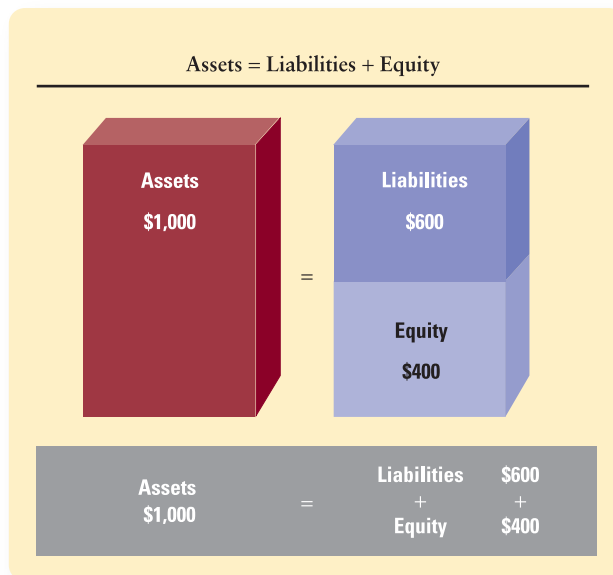 Assets = Liabilities + Equity
Assets
$1,000
=
Liabilities
$600
Equity
$400
Assets
$1,000
=
Liabilities $600
+ +
Equity $400